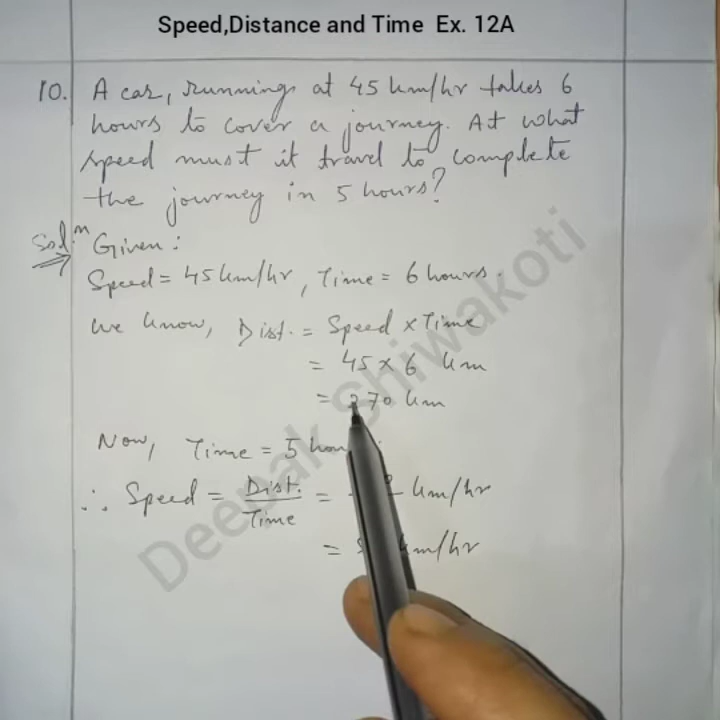 Speed,Distance and Time Ex. 12A
10. A car, running at 45 km/hr takes 6
hours to cover a journey. At what
speed must it travel to complete
the journey in 5 hours?
Sol.ⁿ Given:
Speed = 45 km/hr, Time = 6 hours.
We know, Dist. = Speed × Time
= 45 × 6 km
= 270 km
Now, Time = 5
∴ Speed = Dist./Time = km/hr
= km/hr
Deepak Shiwakoti